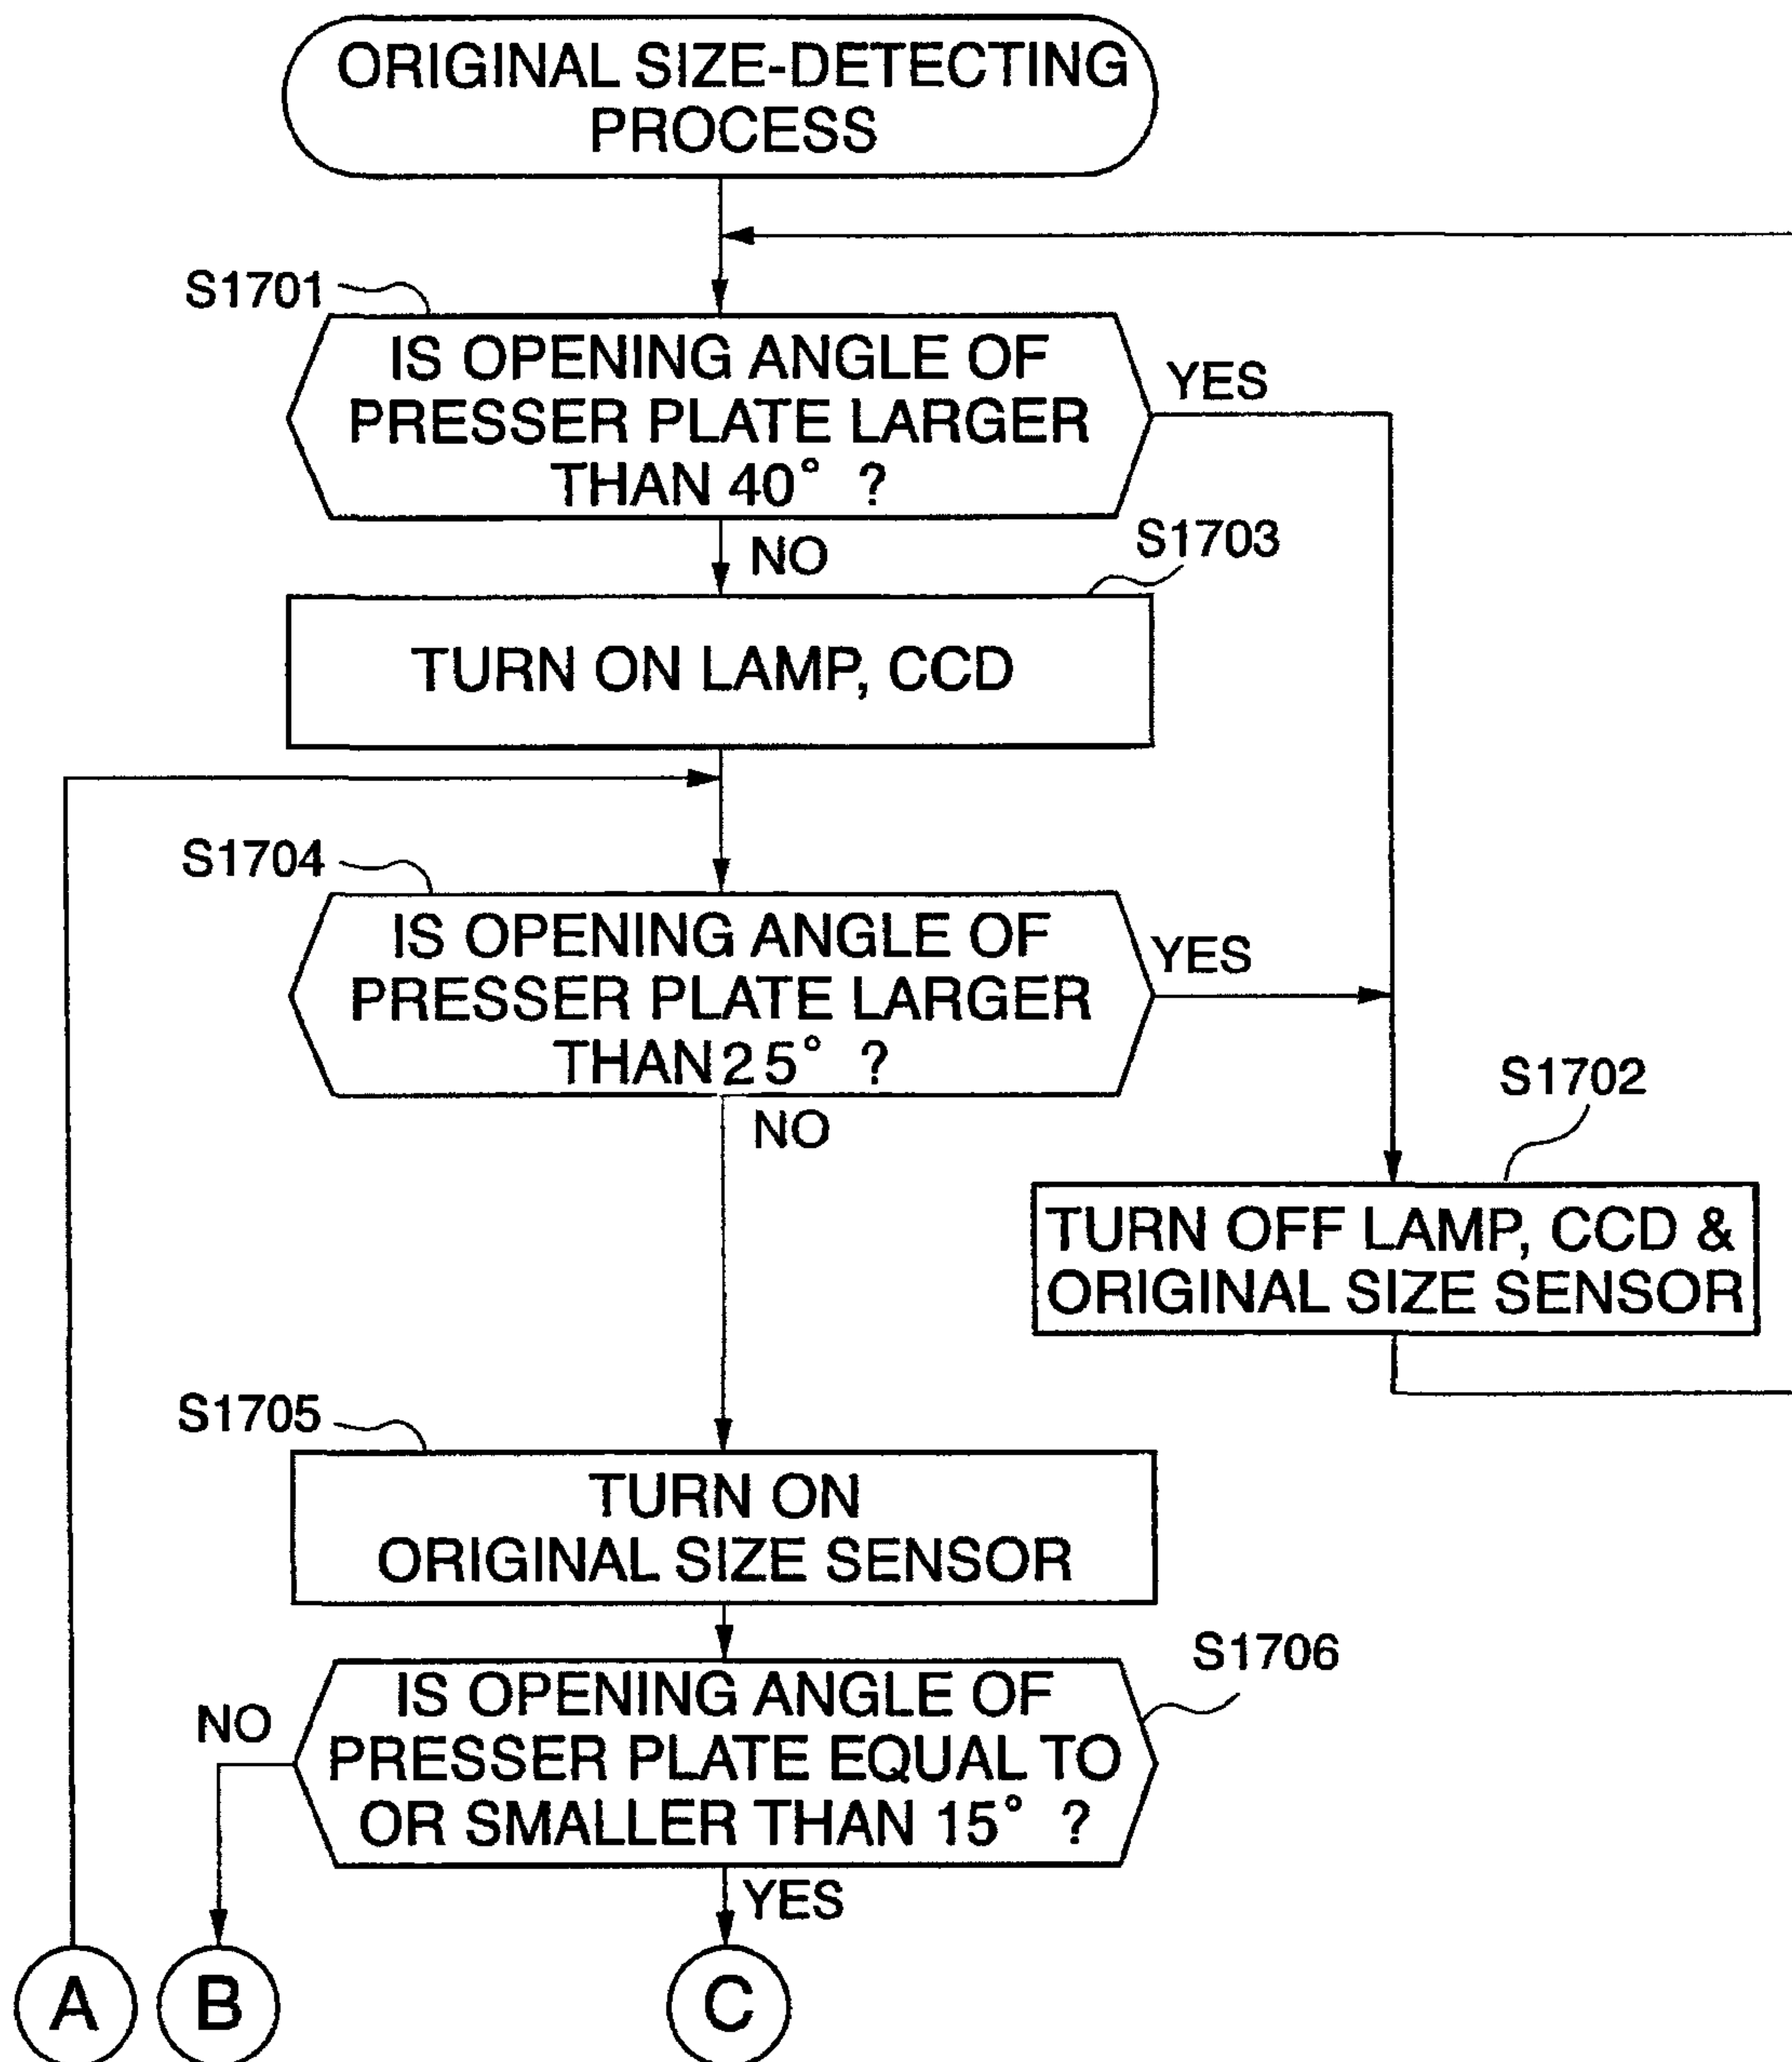 ORIGINAL SIZE-DETECTING
PROCESS
S1701
IS OPENING ANGLE OF
PRESSER PLATE LARGER
THAN 40° ?
YES
NO
S1703
TURN ON LAMP, CCD
S1704
IS OPENING ANGLE OF
PRESSER PLATE LARGER
THAN 25° ?
YES
NO
S1702
TURN OFF LAMP, CCD &
ORIGINAL SIZE SENSOR
S1705
TURN ON
ORIGINAL SIZE SENSOR
S1706
IS OPENING ANGLE OF
PRESSER PLATE EQUAL TO
OR SMALLER THAN 15° ?
NO
YES
A
B
C